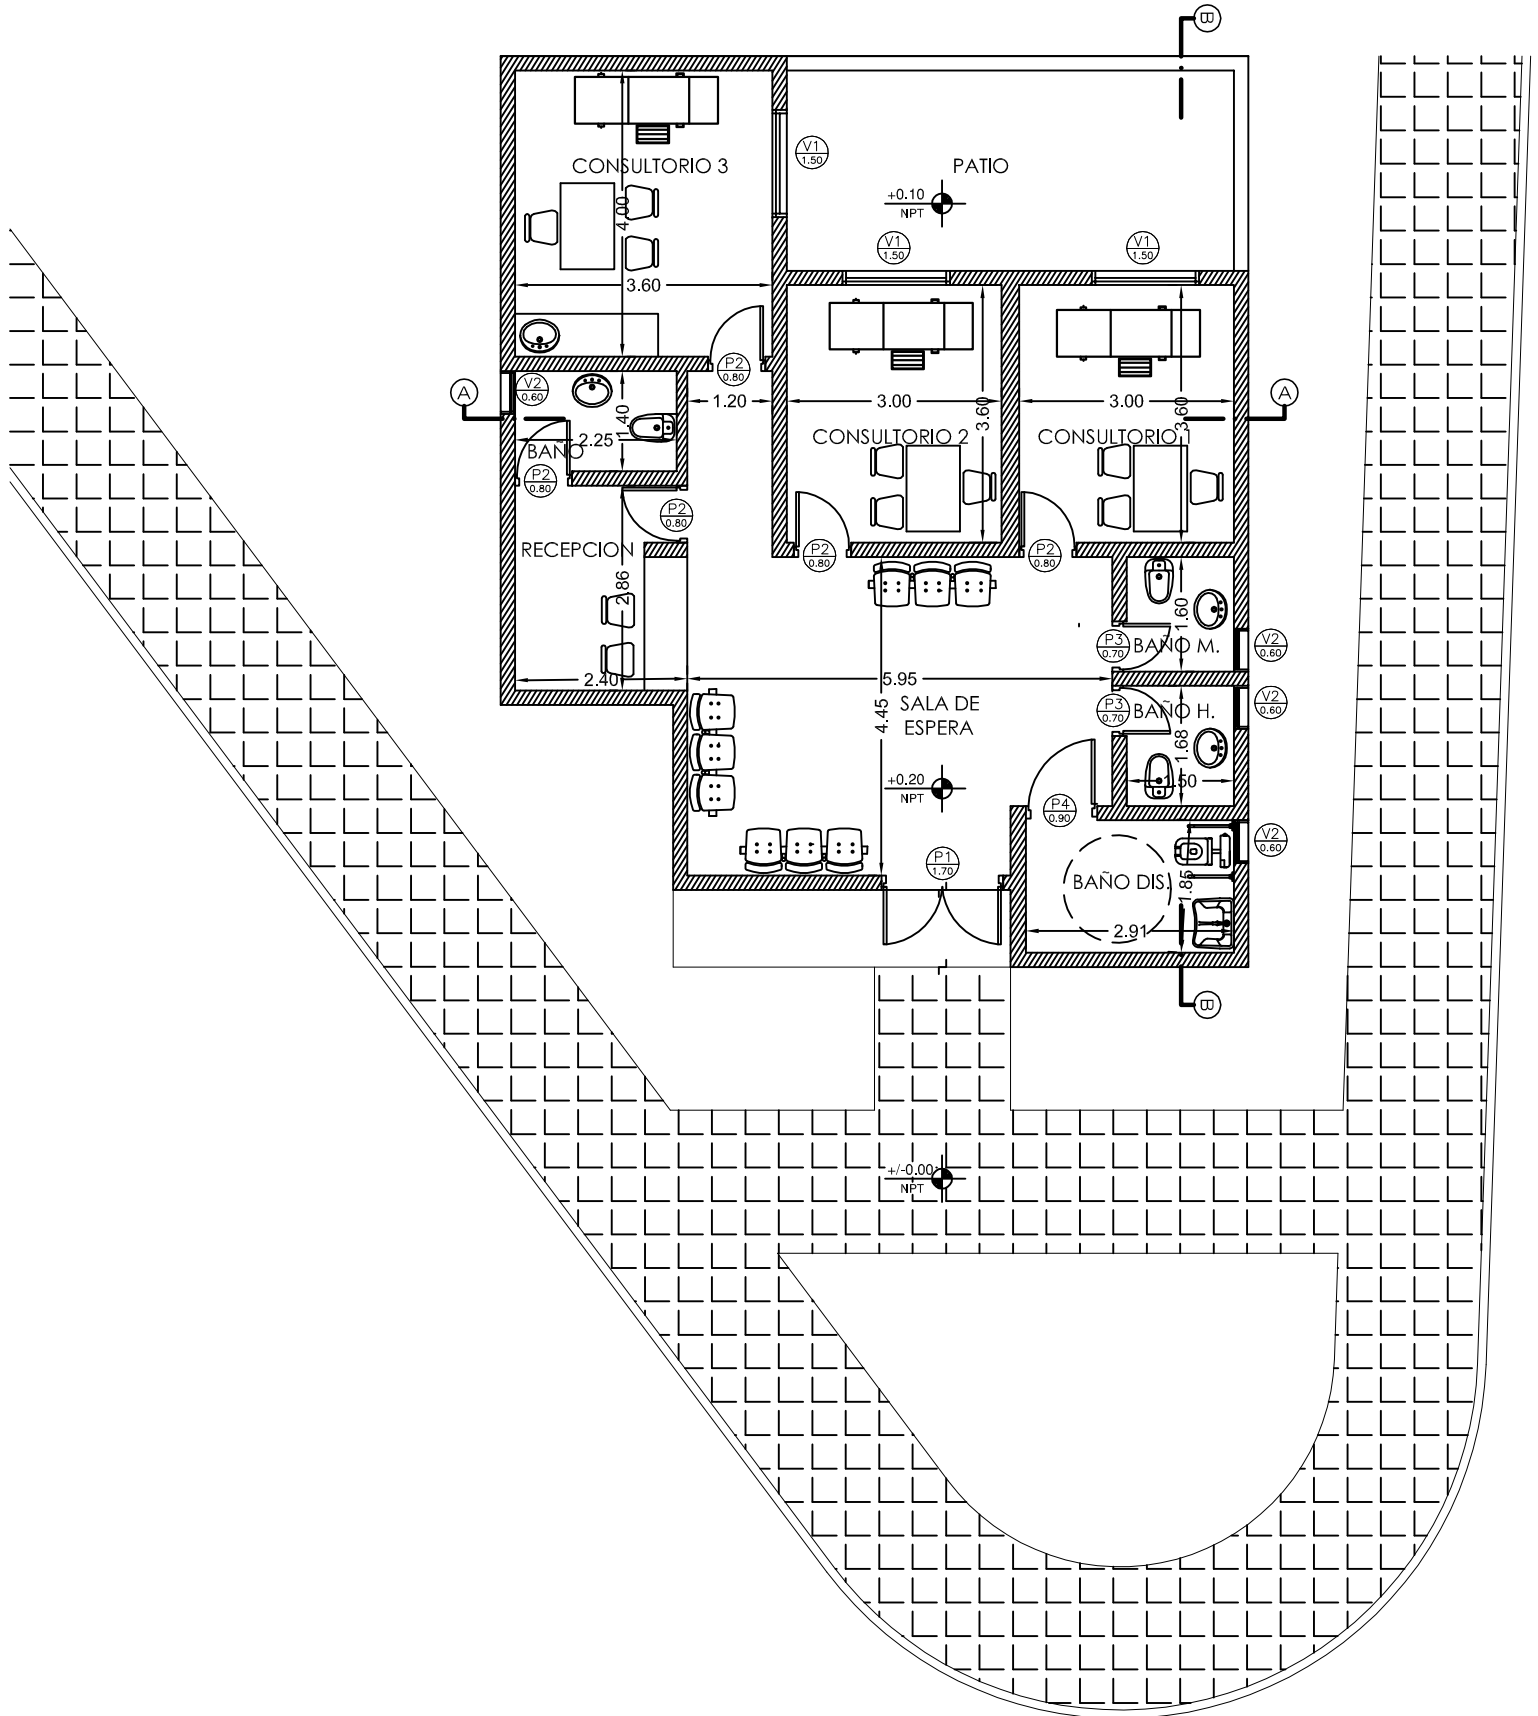 B
V1
1.50
CONSULTORIO 3
PATIO
+0.10
NPT
4.00
V1
1.50
V1
1.50
3.60
P2
0.80
V2
0.60
A
A
1.20
3.00
3.60
3.00
3.60
1.40
2.25
BAÑO
CONSULTORIO 2
CONSULTORIO 1
P2
0.80
P2
0.80
RECEPCION
P2
0.80
P2
0.80
2.86
1.60
P3
0.70
BAÑO M.
V2
0.60
2.40
5.95
4.45
SALA DE
ESPERA
P3
0.70
BAÑO H.
V2
0.60
1.68
1.50
+0.20
NPT
P4
0.90
V2
0.60
P1
1.70
BAÑO DIS.
1.85
2.91
B
+/-0.00
NPT